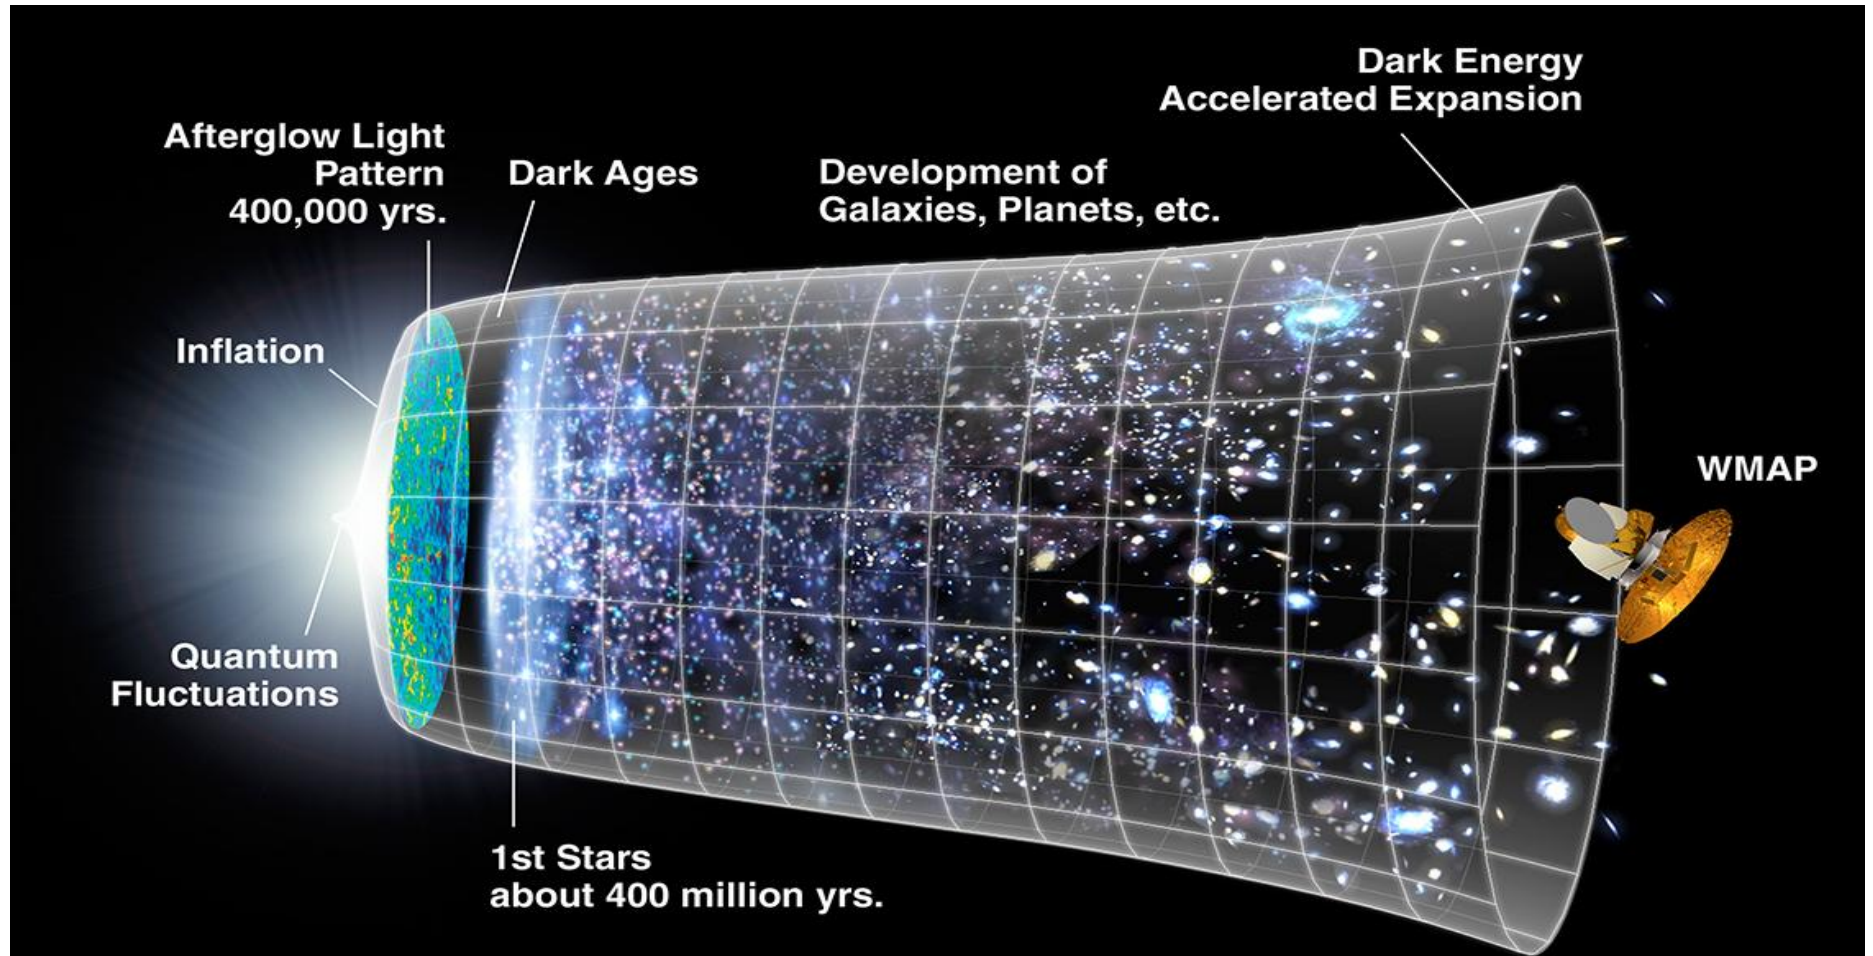 Dark Energy
Accelerated Expansion
Afterglow Light
Pattern
400,000 yrs.
Dark Ages
Development of
Galaxies, Planets, etc.
Inflation
WMAP
Quantum
Fluctuations
1st Stars
about 400 million yrs.